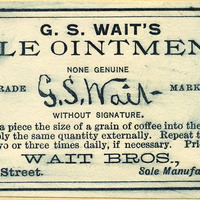 G. S. WAIT'S
LE OINTMEN
NONE GENUINE
RADE G.S. Wait MARK
WITHOUT SIGNATURE.
a piece the size of a grain of coffee into the
ply the same quantity externally. Repeat t
vo or three times daily, if necessary. Pri
WAIT BROS.,
Street. Sole Manufa